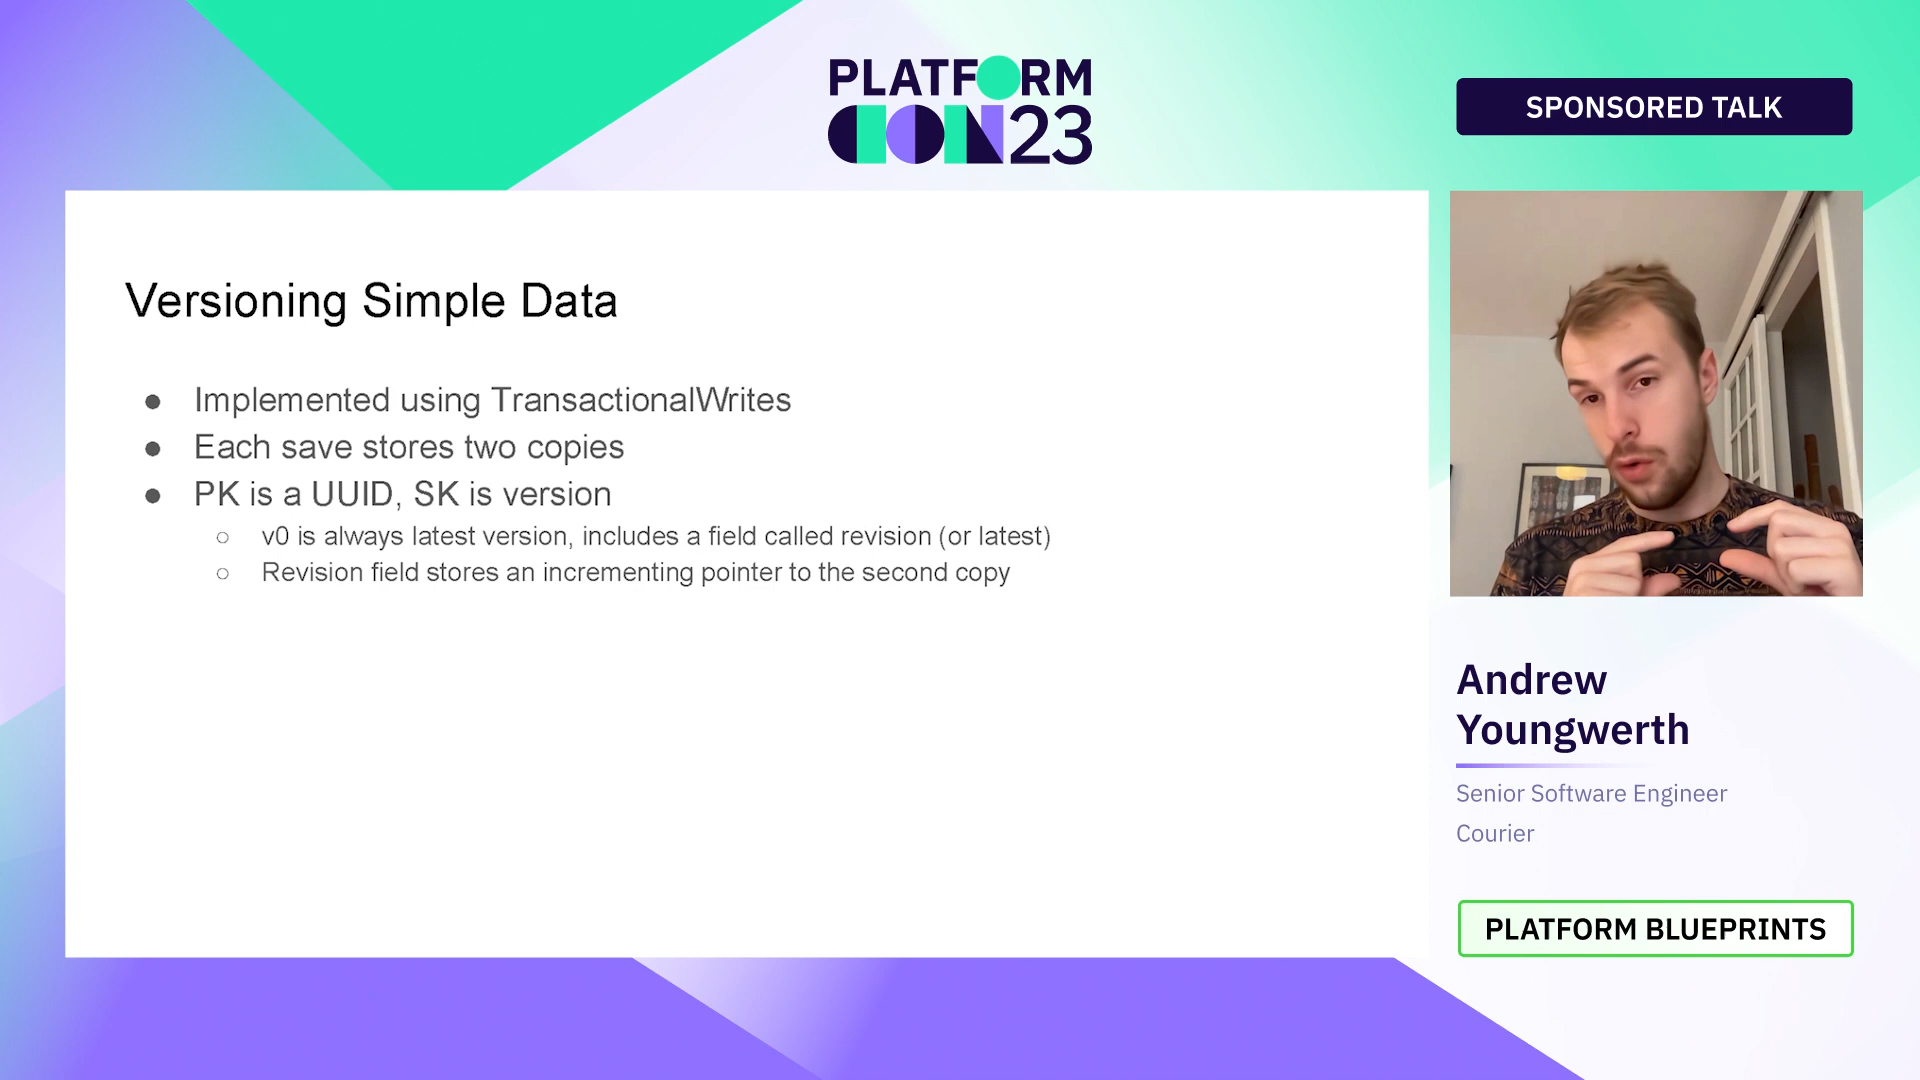 PLATFORM
CON23
SPONSORED TALK
Versioning Simple Data
● Implemented using TransactionalWrites
● Each save stores two copies
● PK is a UUID, SK is version
○ v0 is always latest version, includes a field called revision (or latest)
○ Revision field stores an incrementing pointer to the second copy
Andrew
Youngwerth
Senior Software Engineer
Courier
PLATFORM BLUEPRINTS